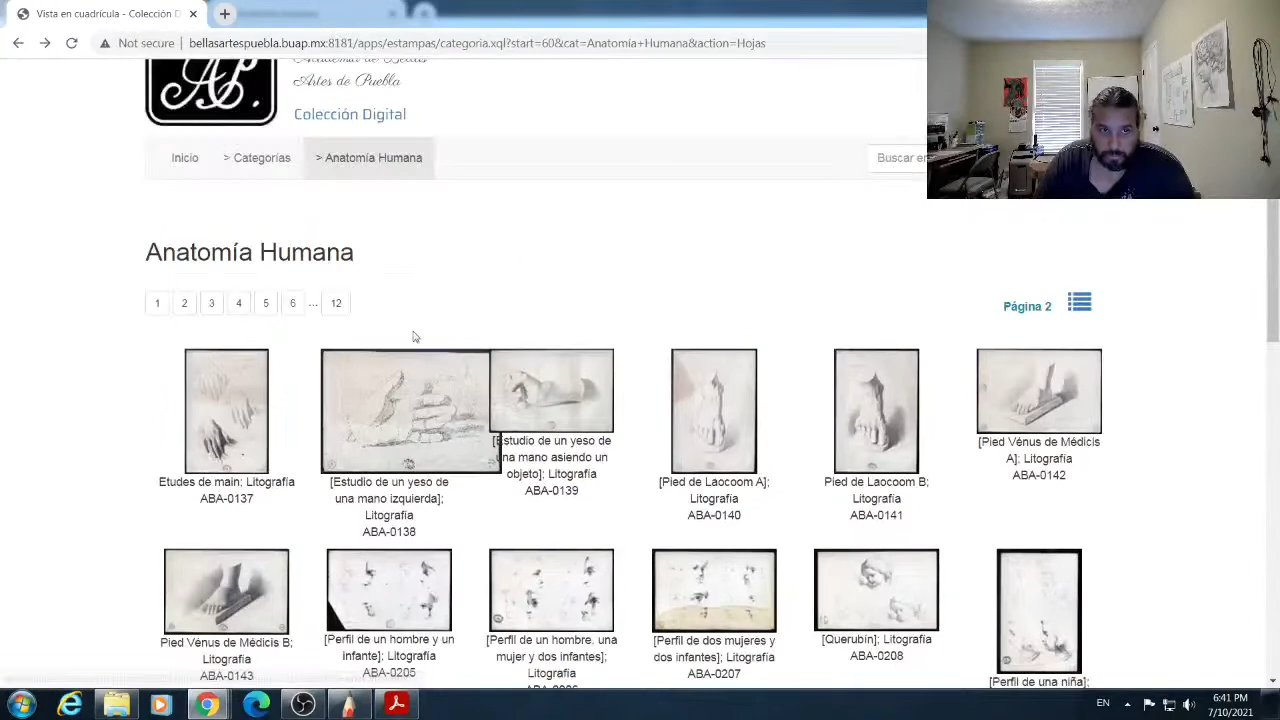 Vista en cuadrícula - Colección D
Not secure
bellasartespuebla.buap.mx:8181/apps/estampas/categoria.xql?start=60&cat=Anatomía+Humana&action=Hojas
Academia de Bellas
Artes de Puebla
Colección Digital
Inicio
> Categorías
> Anatomía Humana
Buscar en
Anatomía Humana
1 2 3 4 5 6 ... 12
Página 2
Etudes de main; Litografía
ABA-0137
[Estudio de un yeso de
una mano izquierda];
Litografía
ABA-0138
[Estudio de un yeso de
una mano asiendo un
objeto]; Litografía
ABA-0139
[Pied de Laocoom A];
Litografía
ABA-0140
Pied de Laocoom B;
Litografía
ABA-0141
[Pied Vénus de Médicis
A]; Litografía
ABA-0142
Pied Vénus de Médicis B;
Litografía
ABA-0143
[Perfil de un hombre y un
infante]; Litografía
ABA-0205
[Perfil de un hombre, una
mujer y dos infantes];
Litografía
[Perfil de dos mujeres y
dos infantes]; Litografía
ABA-0207
[Querubín]; Litografía
ABA-0208
[Perfil de una niña];
EN
6:41 PM
7/10/2021